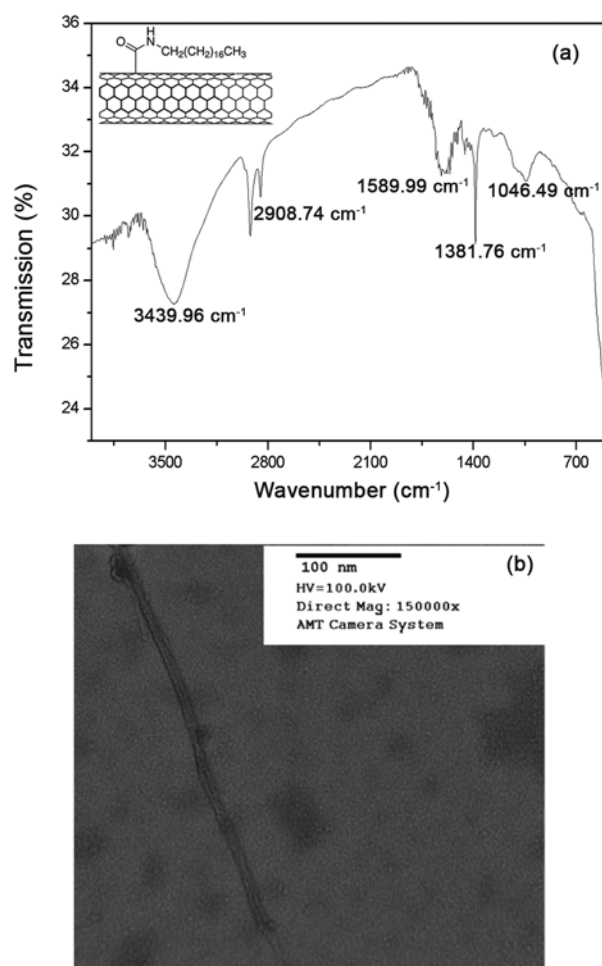 (a)
H
O
N
CH₂(CH₂)₁₆CH₃
36
34
32
30
28
26
24
Transmission (%)
3439.96 cm⁻¹
2908.74 cm⁻¹
1589.99 cm⁻¹
1381.76 cm⁻¹
1046.49 cm⁻¹
3500 2800 2100 1400 700
Wavenumber (cm⁻¹)
(b)
100 nm
HV=100.0kV
Direct Mag: 150000x
AMT Camera System